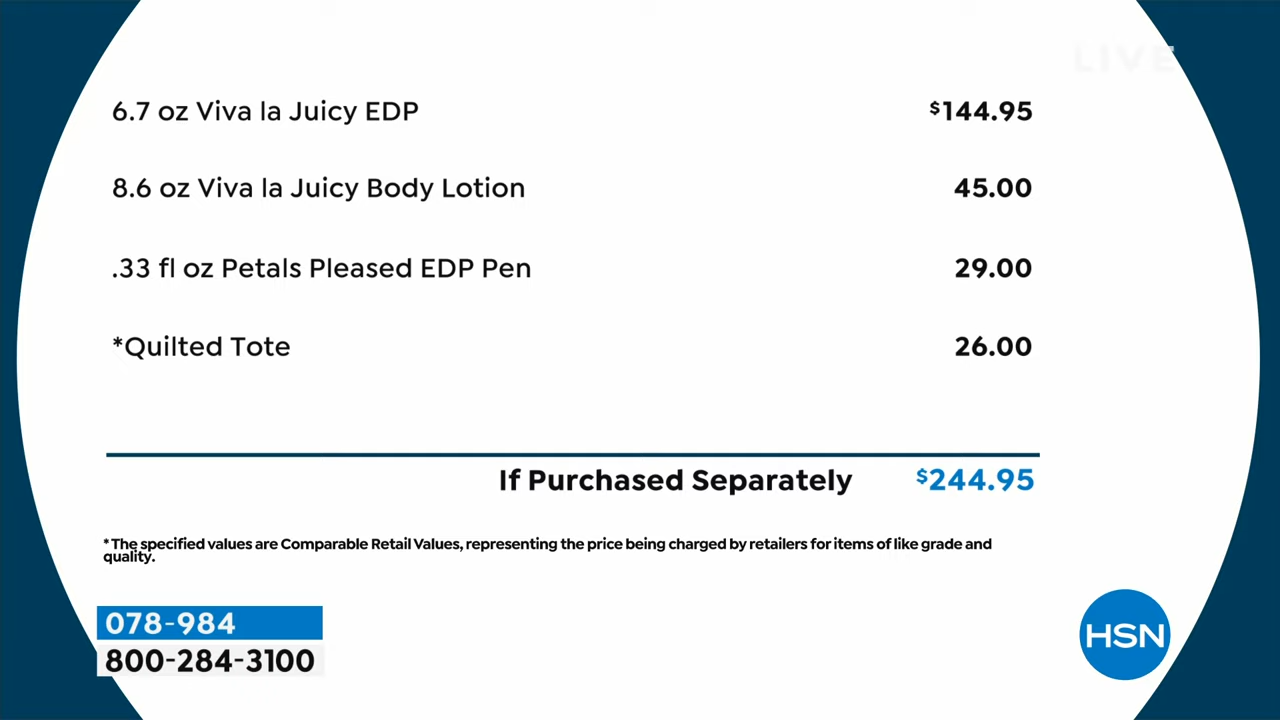 LIVE
6.7 oz Viva la Juicy EDP $144.95
8.6 oz Viva la Juicy Body Lotion 45.00
.33 fl oz Petals Pleased EDP Pen 29.00
*Quilted Tote 26.00
If Purchased Separately $244.95
*The specified values are Comparable Retail Values, representing the price being charged by retailers for items of like grade and
quality.
078-984
800-284-3100
HSN